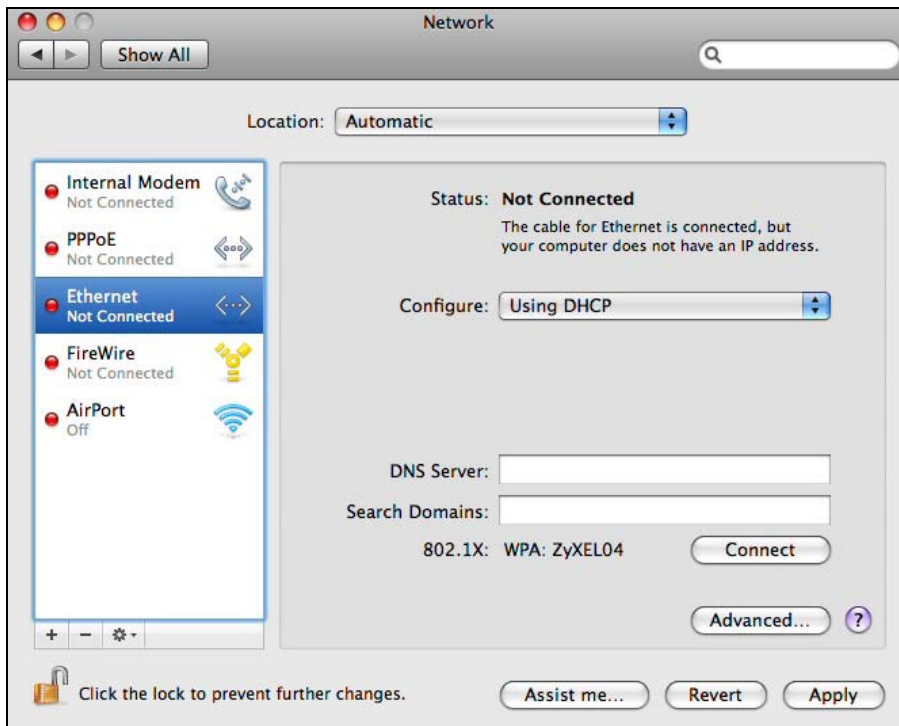 Network
Show All
Location: Automatic
Internal Modem
Not Connected
PPPoE
Not Connected
Ethernet
Not Connected
FireWire
Not Connected
AirPort
Off
Status: Not Connected
The cable for Ethernet is connected, but
your computer does not have an IP address.
Configure: Using DHCP
DNS Server:
Search Domains:
802.1X: WPA: ZyXEL04 Connect
Advanced... ?
+ -
Click the lock to prevent further changes.
Assist me... Revert Apply